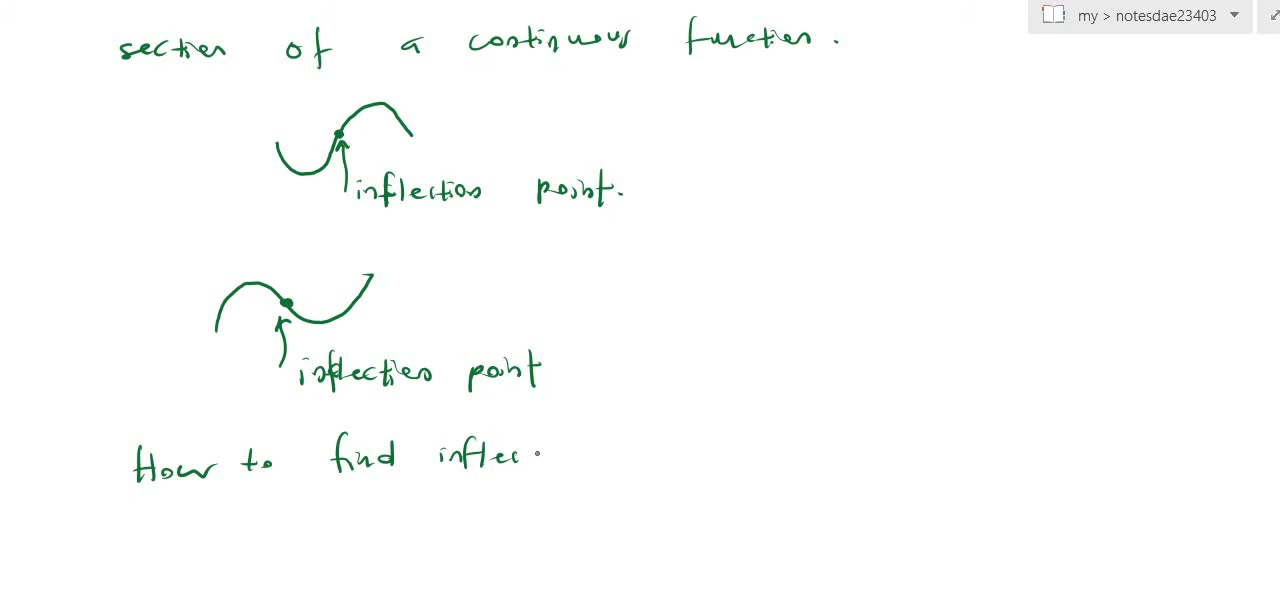 my > notesdae23403
section of a continuous function.
inflection point.
inflection point
How to find inflec